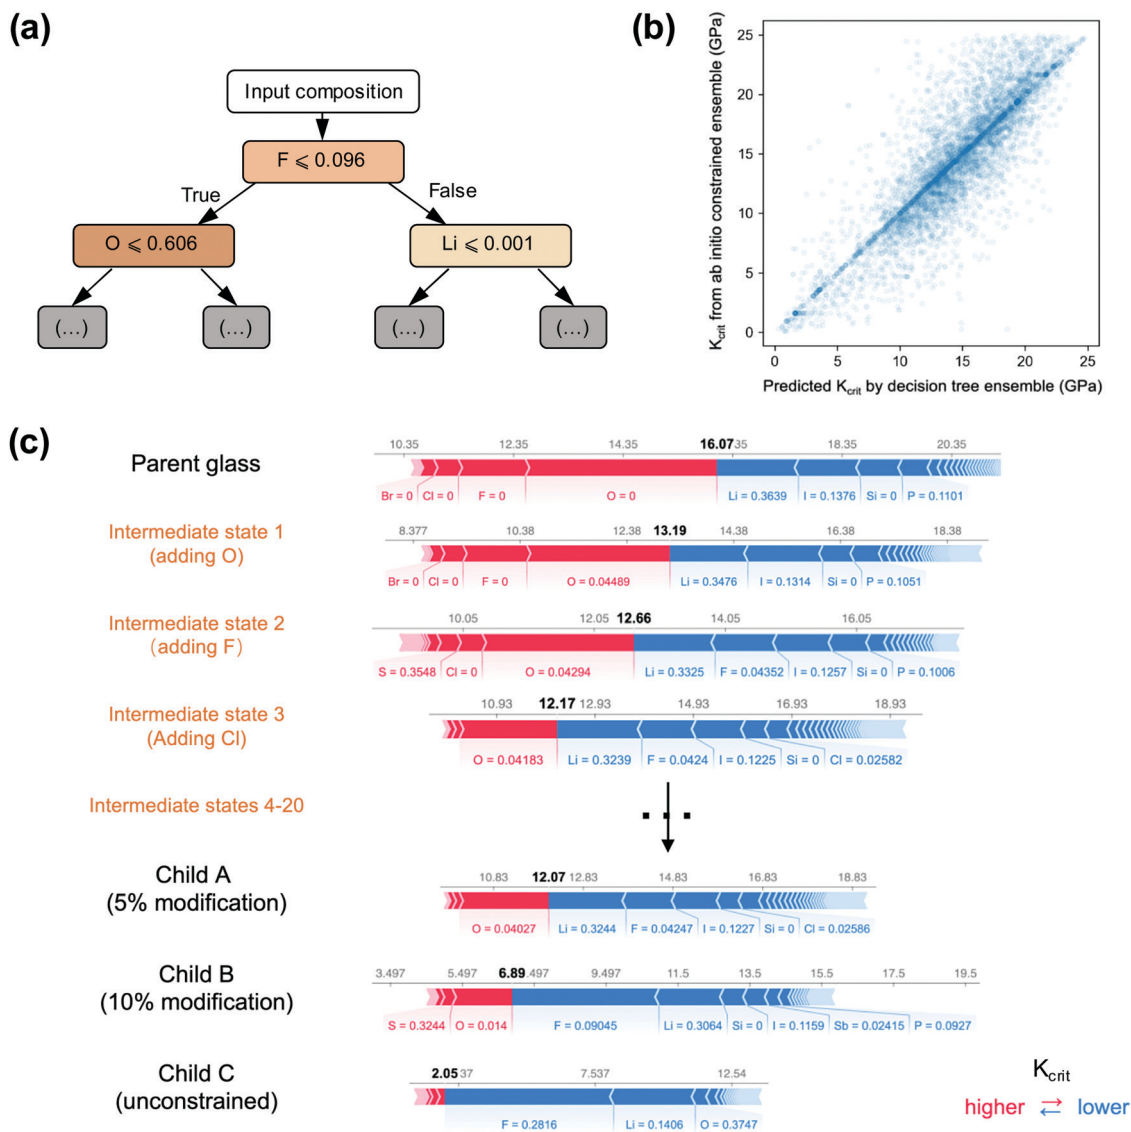 (a)
Input composition
F ⩽ 0.096
True
False
O ⩽ 0.606
Li ⩽ 0.001
(...)
(...)
(...)
(...)
(b)
K_crit from ab initio constrained ensemble (GPa)
25
20
15
10
5
0
0 5 10 15 20 25
Predicted K_crit by decision tree ensemble (GPa)
(c)
Parent glass
10.35 12.35 14.35 16.07 35 18.35 20.35
Br = 0 Cl = 0 F = 0 O = 0 Li = 0.3639 I = 0.1376 Si = 0 P = 0.1101
Intermediate state 1
(adding O)
8.377 10.38 12.38 13.19 14.38 16.38 18.38
Br = 0 Cl = 0 F = 0 O = 0.04489 Li = 0.3476 I = 0.1314 Si = 0 P = 0.1051
Intermediate state 2
(adding F)
10.05 12.05 12.66 14.05 16.05
S = 0.3548 Cl = 0 O = 0.04294 Li = 0.3325 F = 0.04352 I = 0.1257 Si = 0 P = 0.1006
Intermediate state 3
(Adding Cl)
10.93 12.17 12.93 14.93 16.93 18.93
O = 0.04183 Li = 0.3239 F = 0.0424 I = 0.1225 Si = 0 Cl = 0.02582
Intermediate states 4-20
Child A
(5% modification)
10.83 12.07 12.83 14.83 16.83 18.83
O = 0.04027 Li = 0.3244 F = 0.04247 I = 0.1227 Si = 0 Cl = 0.02586
Child B
(10% modification)
3.497 5.497 6.89 .497 9.497 11.5 13.5 15.5 17.5 19.5
S = 0.3244 O = 0.014 F = 0.09045 Li = 0.3064 Si = 0 I = 0.1159 Sb = 0.02415 P = 0.0927
Child C
(unconstrained)
2.05 37 7.537 12.54
F = 0.2816 Li = 0.1406 O = 0.3747
K_crit
higher ⇄ lower